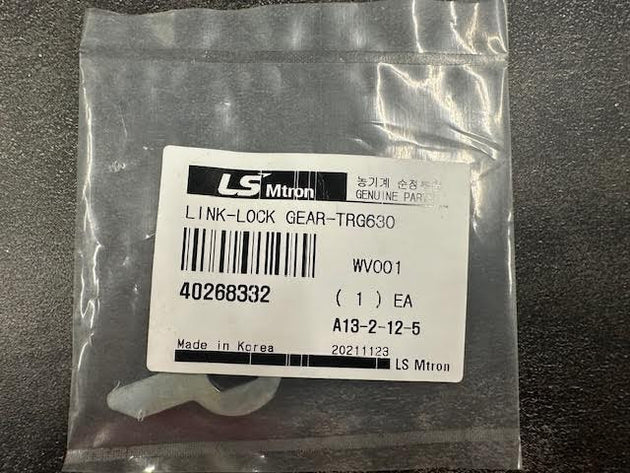 LS Mtron
농기계 순정부품
GENUINE PARTS
LINK-LOCK GEAR-TRG630
WV001
40268332
( 1 ) EA
A13-2-12-5
Made in Korea
20211123
LS Mtron